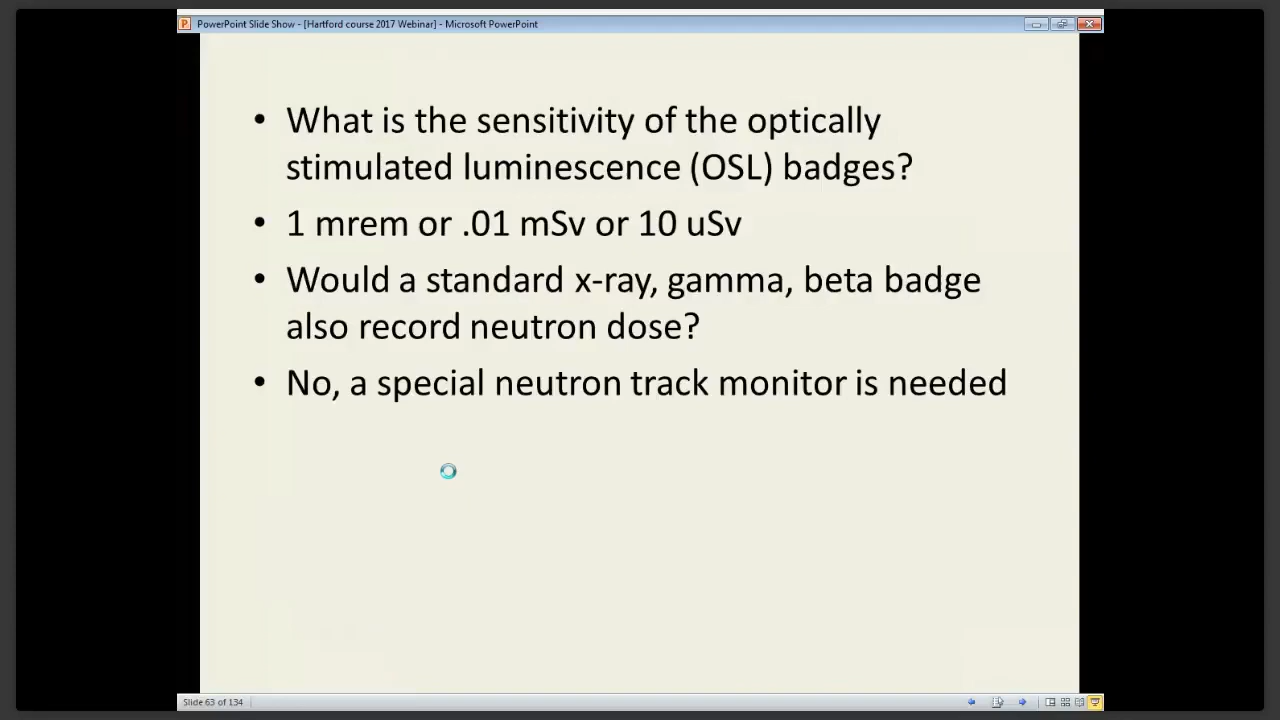 PowerPoint Slide Show - [Hartford course 2017 Webinar] - Microsoft PowerPoint
• What is the sensitivity of the optically
stimulated luminescence (OSL) badges?
• 1 mrem or .01 mSv or 10 uSv
• Would a standard x-ray, gamma, beta badge
also record neutron dose?
• No, a special neutron track monitor is needed
Slide 63 of 134